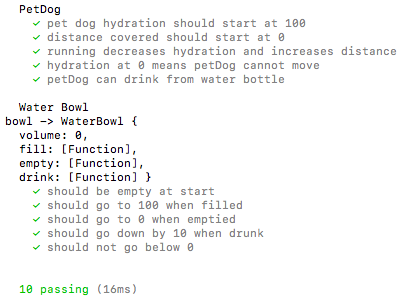 PetDog
✓ pet dog hydration should start at 100
✓ distance covered should start at 0
✓ running decreases hydration and increases distance
✓ hydration at 0 means petDog cannot move
✓ petDog can drink from water bottle
Water Bowl
bowl -> WaterBowl {
volume: 0,
fill: [Function],
empty: [Function],
drink: [Function] }
✓ should be empty at start
✓ should go to 100 when filled
✓ should go to 0 when emptied
✓ should go down by 10 when drunk
✓ should not go below 0
10 passing (16ms)